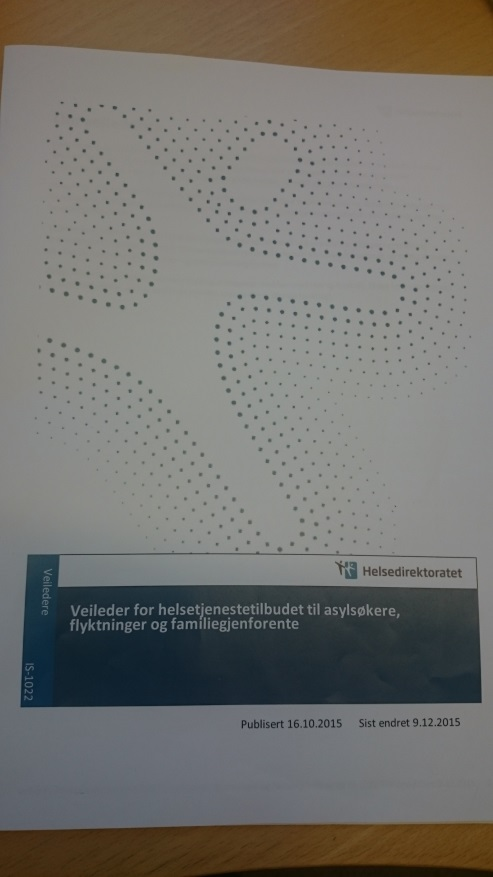 Helsedirektoratet
Veiledere
IS-1022
Veileder for helsetjenestetilbudet til asylsøkere,
flyktninger og familiegjenforente
Publisert 16.10.2015 Sist endret 9.12.2015